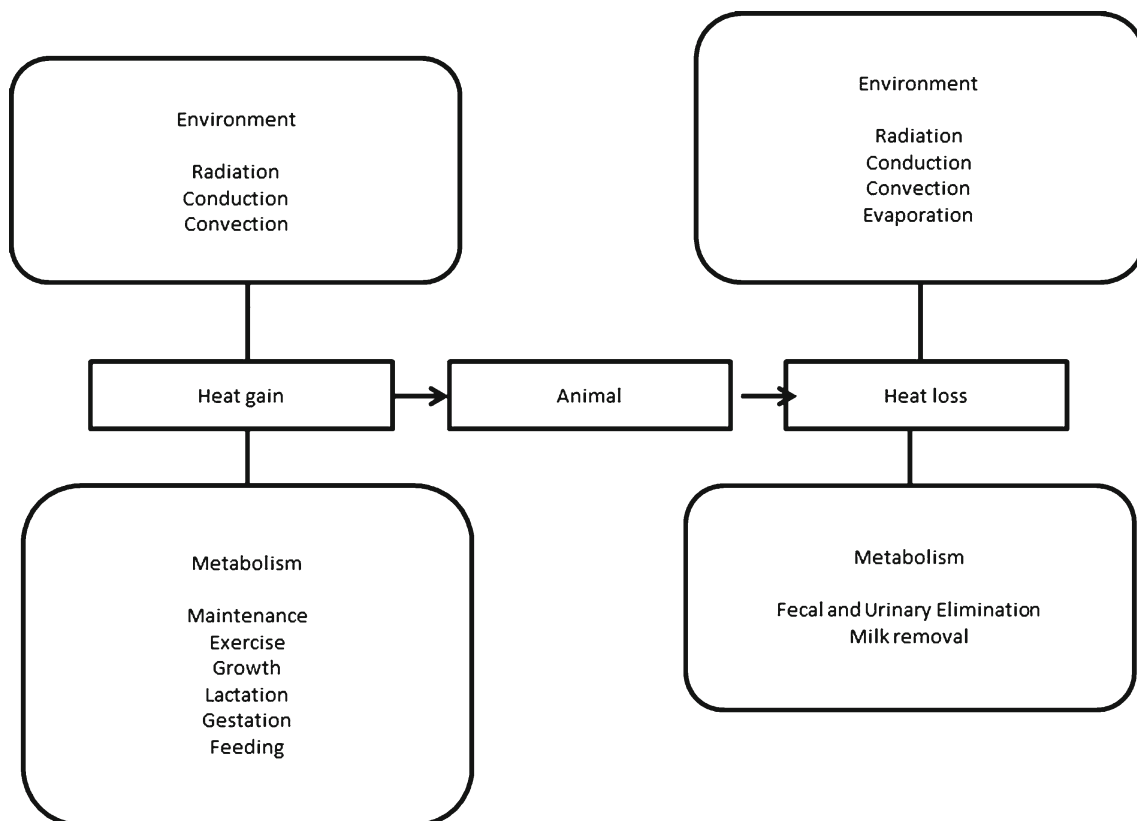 Environment
Radiation
Conduction
Convection
Environment
Radiation
Conduction
Convection
Evaporation
Heat gain
Animal
Heat loss
Metabolism
Maintenance
Exercise
Growth
Lactation
Gestation
Feeding
Metabolism
Fecal and Urinary Elimination
Milk removal